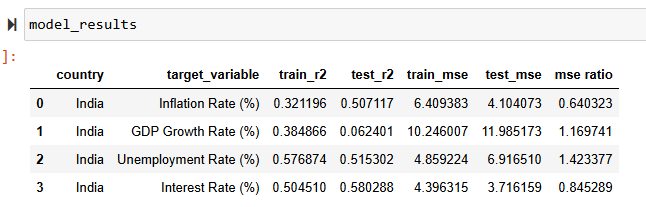 model_results
]:
country target_variable train_r2 test_r2 train_mse test_mse mse ratio
0 India Inflation Rate (%) 0.321196 0.507117 6.409383 4.104073 0.640323
1 India GDP Growth Rate (%) 0.384866 0.062401 10.246007 11.985173 1.169741
2 India Unemployment Rate (%) 0.576874 0.515302 4.859224 6.916510 1.423377
3 India Interest Rate (%) 0.504510 0.580288 4.396315 3.716159 0.845289